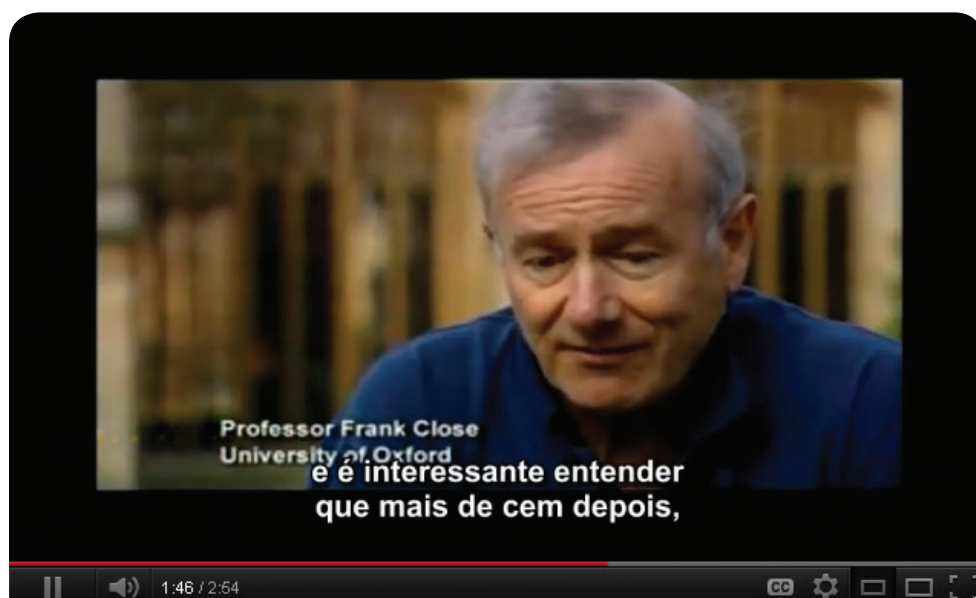 Professor Frank Close
University of Oxford
e é interessante entender
que mais de cem depois,
1:46 / 2:54
CC